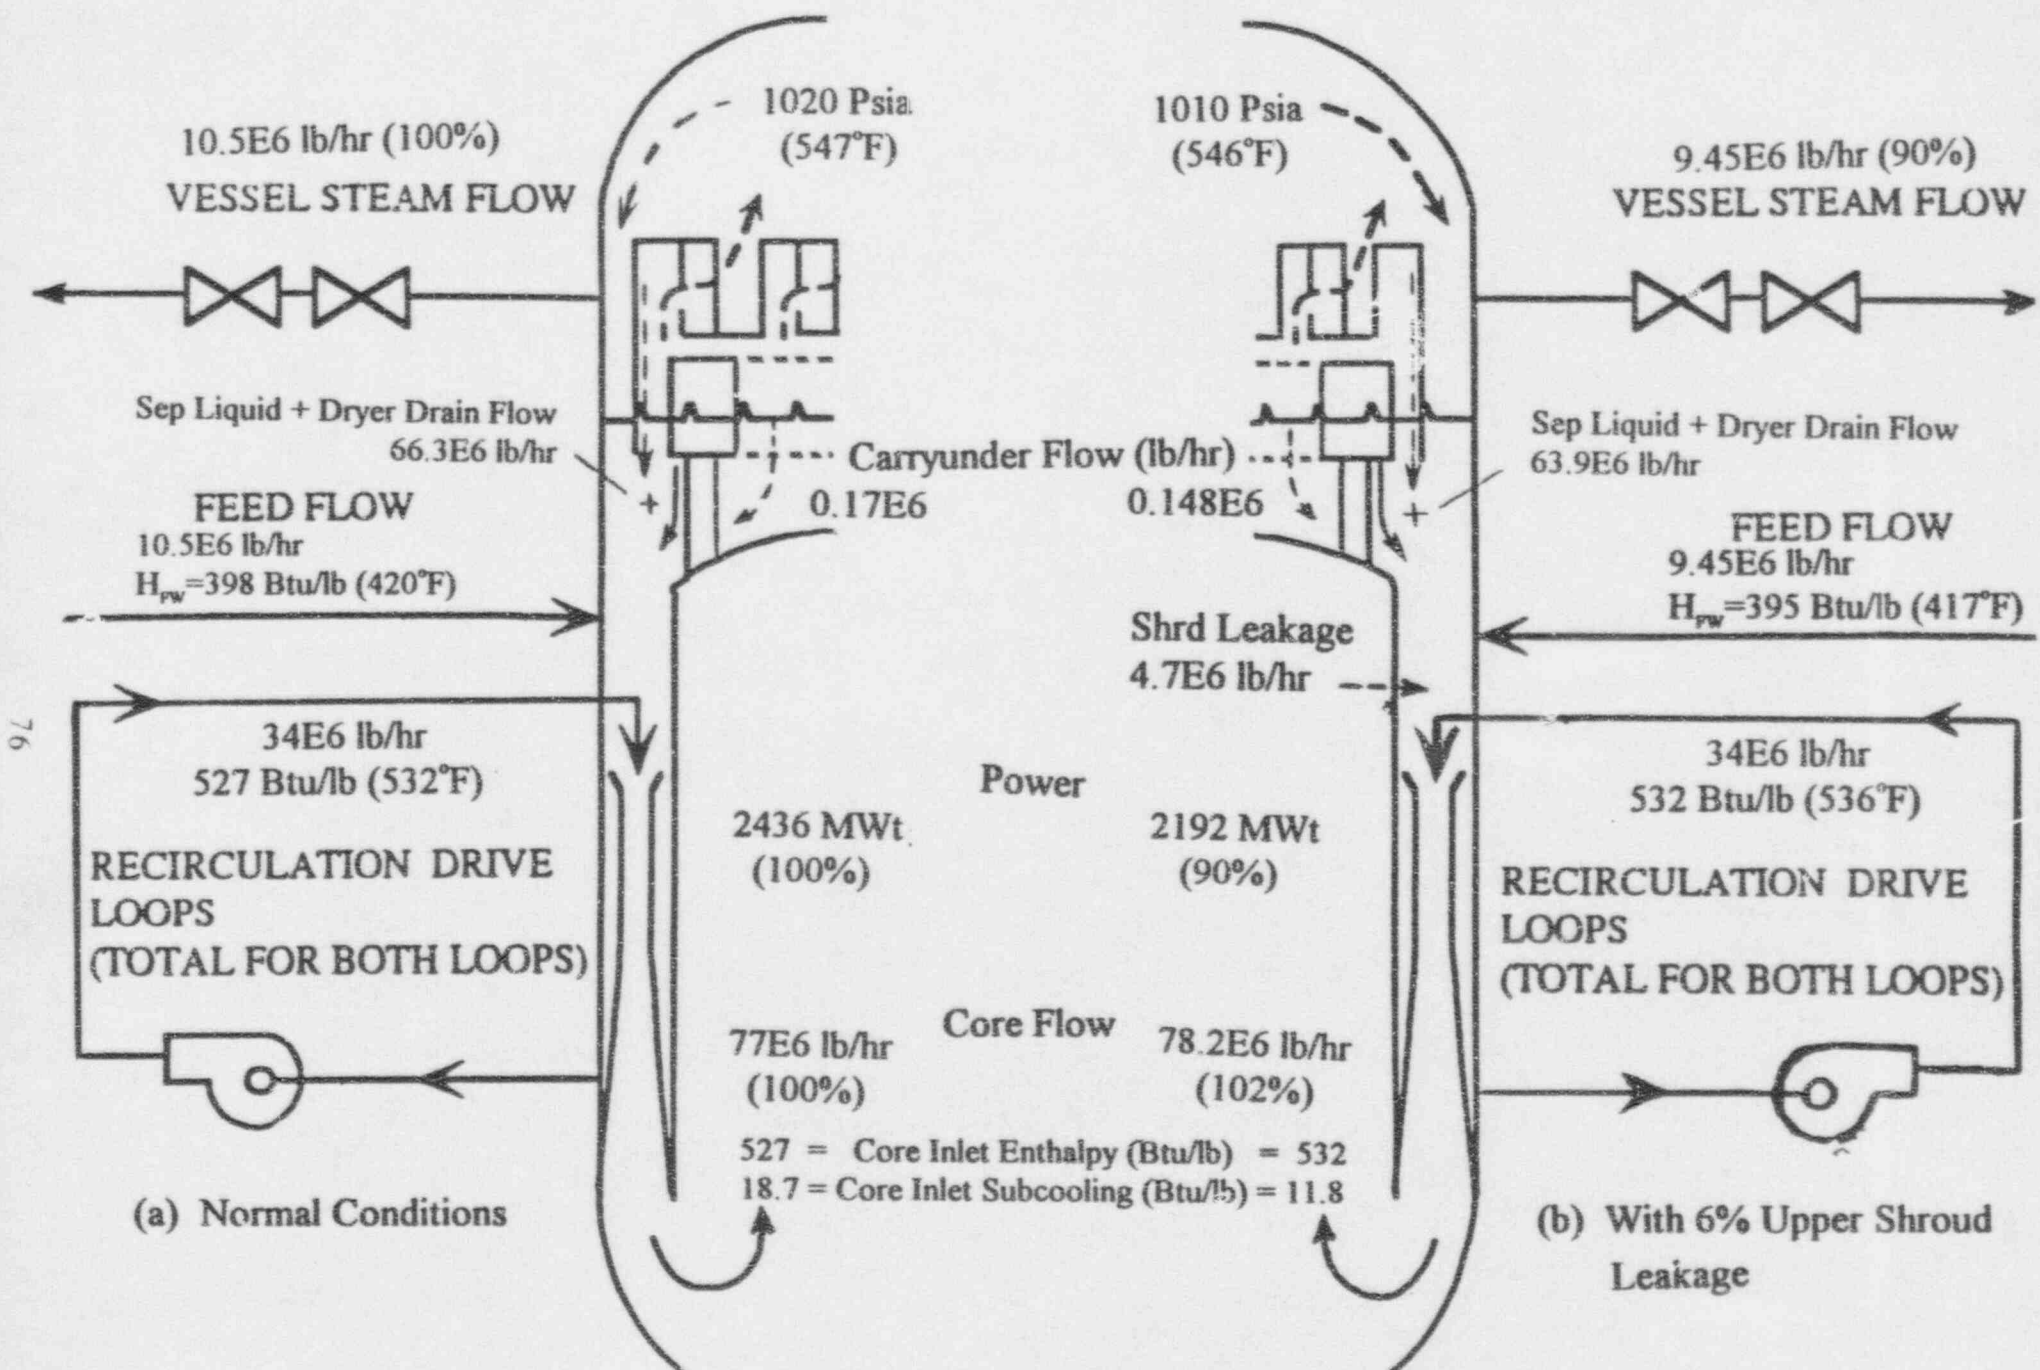 1020 Psia
(547°F)
1010 Psia
(546°F)
10.5E6 lb/hr (100%)
VESSEL STEAM FLOW
9.45E6 lb/hr (90%)
VESSEL STEAM FLOW
Sep Liquid + Dryer Drain Flow
66.3E6 lb/hr
+
Carryunder Flow (lb/hr)
0.17E6
0.148E6
Sep Liquid + Dryer Drain Flow
63.9E6 lb/hr
+
FEED FLOW
10.5E6 lb/hr
H_FW=398 Btu/lb (420°F)
FEED FLOW
9.45E6 lb/hr
H_FW=395 Btu/lb (417°F)
Shrd Leakage
4.7E6 lb/hr
76
34E6 lb/hr
527 Btu/lb (532°F)
34E6 lb/hr
532 Btu/lb (536°F)
Power
2436 MWt
(100%)
2192 MWt
(90%)
RECIRCULATION DRIVE
LOOPS
(TOTAL FOR BOTH LOOPS)
RECIRCULATION DRIVE
LOOPS
(TOTAL FOR BOTH LOOPS)
Core Flow
77E6 lb/hr
(100%)
78.2E6 lb/hr
(102%)
527 = Core Inlet Enthalpy (Btu/lb) = 532
18.7 = Core Inlet Subcooling (Btu/lb) = 11.8
(a) Normal Conditions
(b) With 6% Upper Shroud
Leakage